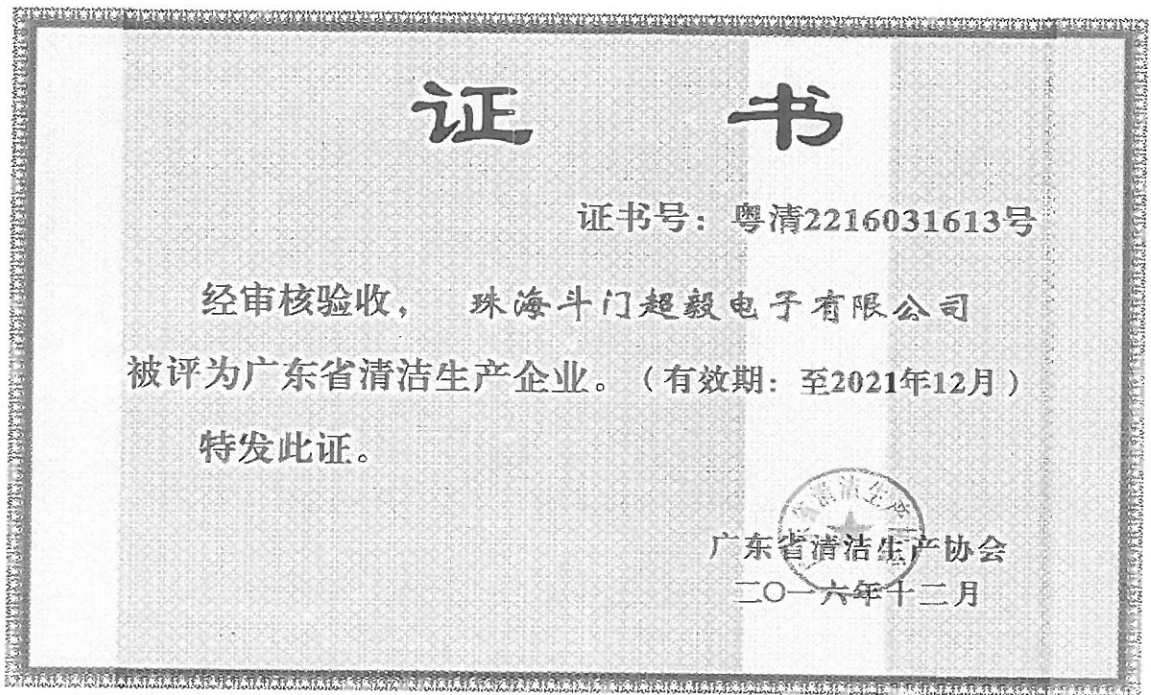 证 书
证书号：粤清2216031613号
经审核验收， 珠海斗门超毅电子有限公司
被评为广东省清洁生产企业。（有效期：至2021年12月）
特发此证。
广东省清洁生产协会
二〇一六年十二月